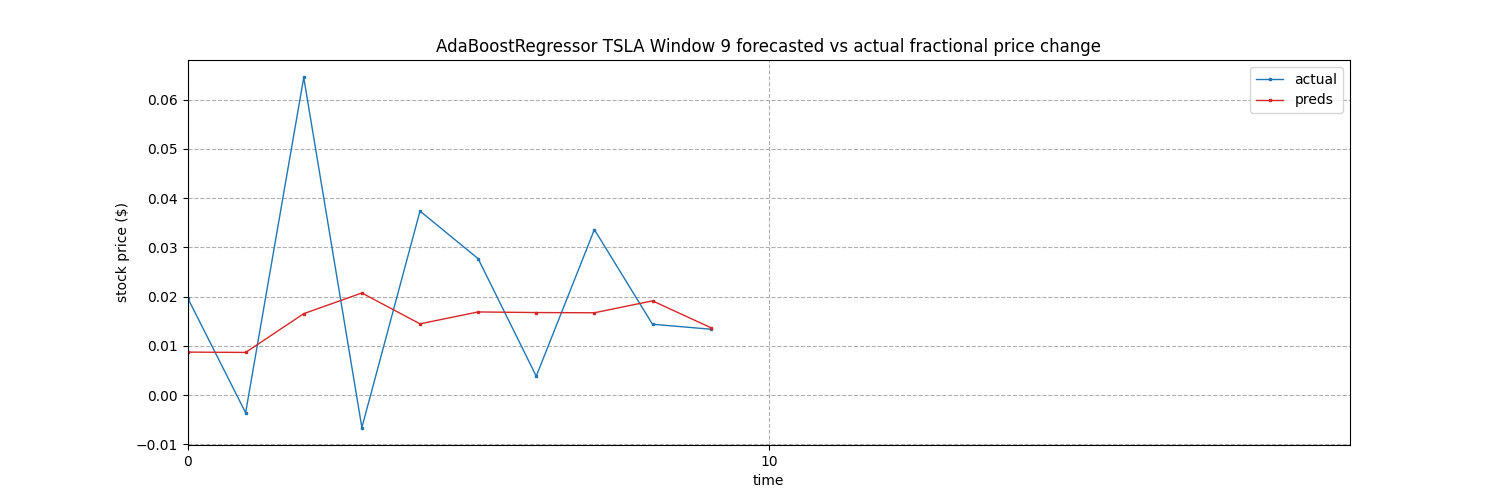 AdaBoostRegressor TSLA Window 9 forecasted vs actual fractional price change
actual
preds
0.06
0.05
0.04
0.03
0.02
0.01
0.00
−0.01
stock price ($)
0
10
time